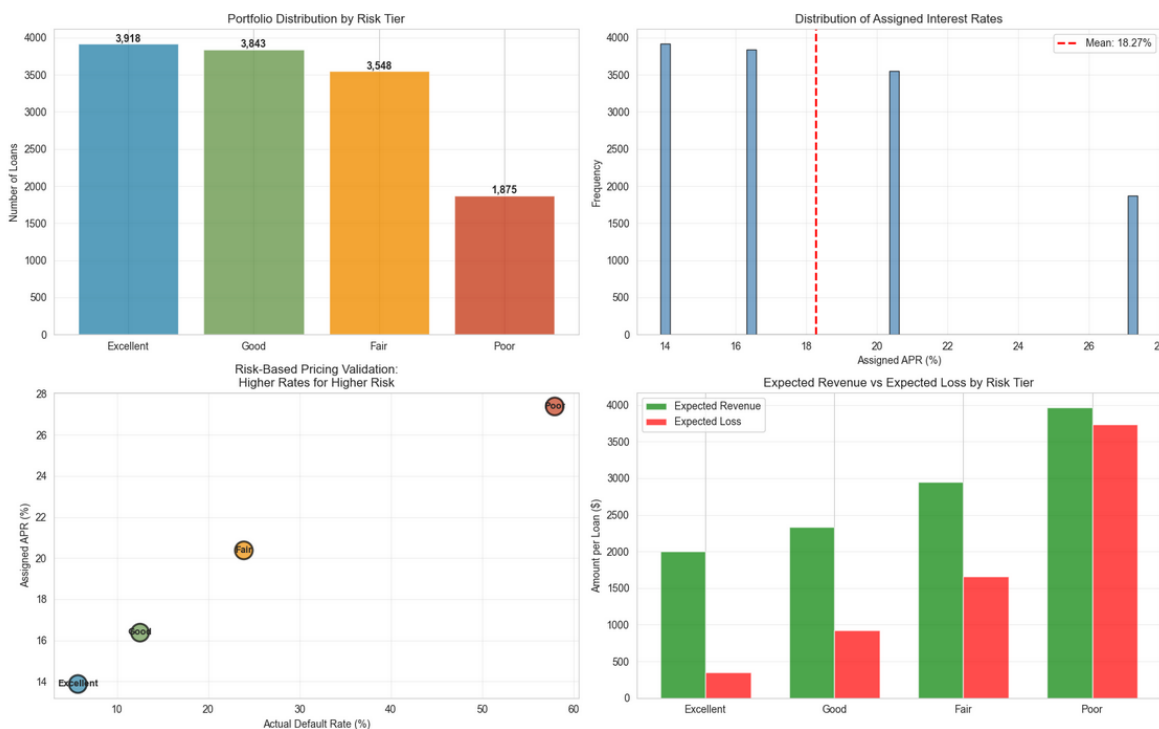 Portfolio Distribution by Risk Tier
4000
3500
3000
2500
2000
1500
1000
500
0
Number of Loans
3,918
3,843
3,548
1,875
Excellent
Good
Fair
Poor
Distribution of Assigned Interest Rates
4000
3500
3000
2500
2000
1500
1000
500
0
Frequency
Mean: 18.27%
14
16
18
20
22
24
26
Assigned APR (%)
Risk-Based Pricing Validation:
Higher Rates for Higher Risk
28
26
24
22
20
18
16
14
Assigned APR (%)
Poor
Fair
Good
Excellent
10
20
30
40
50
60
Actual Default Rate (%)
Expected Revenue vs Expected Loss by Risk Tier
Expected Revenue
Expected Loss
4000
3500
3000
2500
2000
1500
1000
500
0
Amount per Loan ($)
Excellent
Good
Fair
Poor